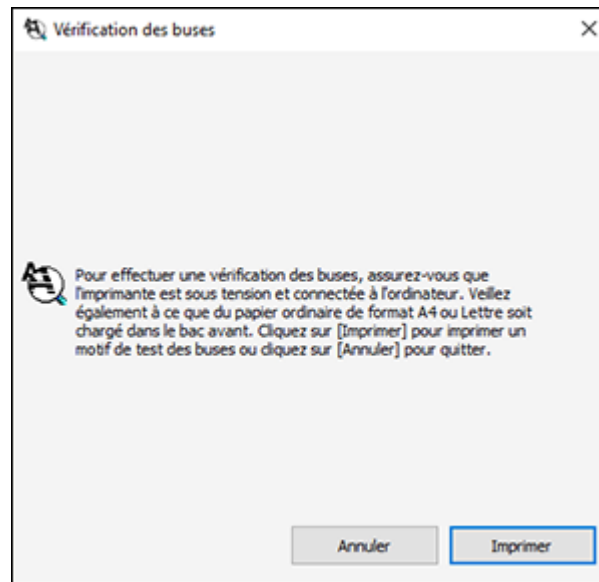 Vérification des buses
Pour effectuer une vérification des buses, assurez-vous que
l'imprimante est sous tension et connectée à l'ordinateur. Veillez
également à ce que du papier ordinaire de format A4 ou Lettre soit
chargé dans le bac avant. Cliquez sur [Imprimer] pour imprimer un
motif de test des buses ou cliquez sur [Annuler] pour quitter.
Annuler
Imprimer